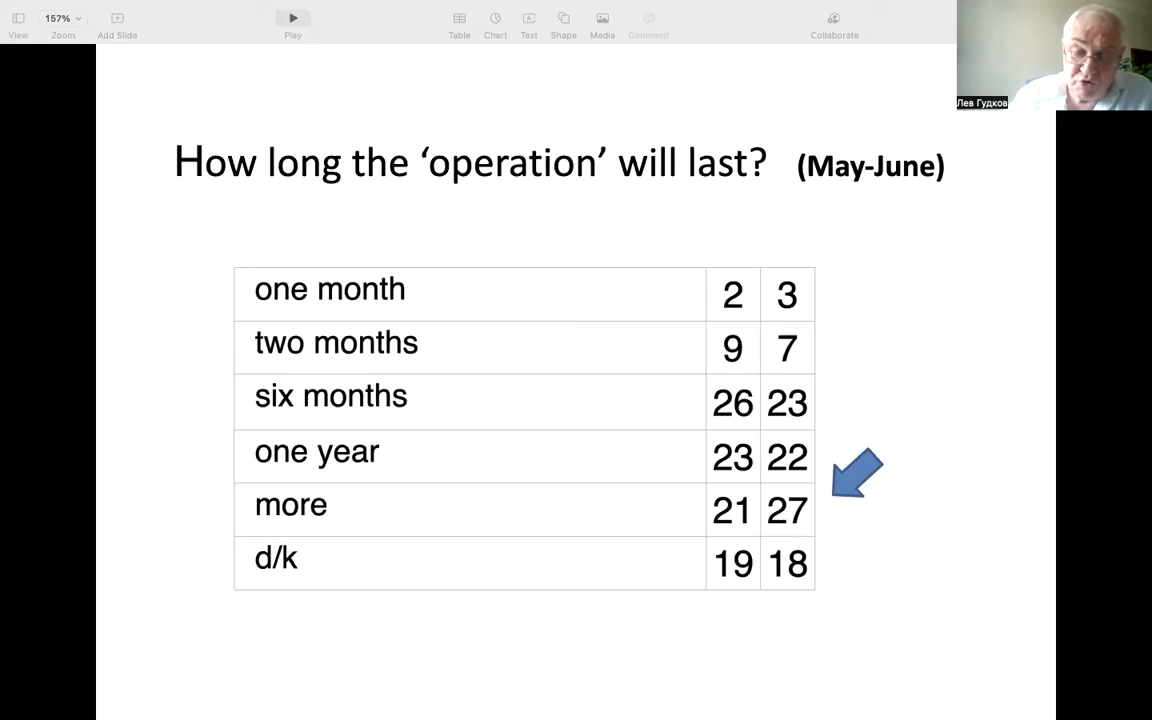 157%
View
Zoom
Add Slide
Play
Table
Chart
Text
Shape
Media
Comment
Collaborate
Лев Гудков
How long the ‘operation’ will last? (May-June)
one month 2 3
two months 9 7
six months 26 23
one year 23 22
more 21 27
d/k 19 18